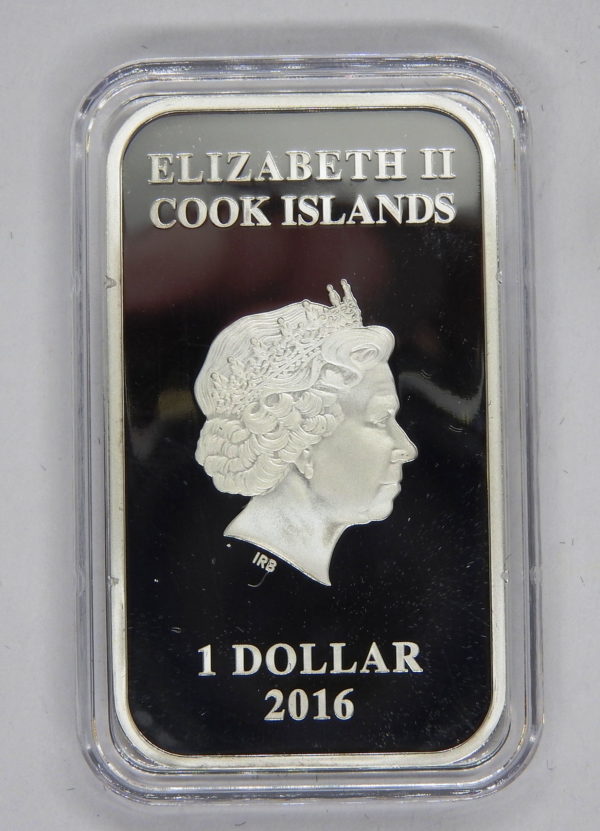 ELIZABETH II
COOK ISLANDS
IRB
1 DOLLAR
2016